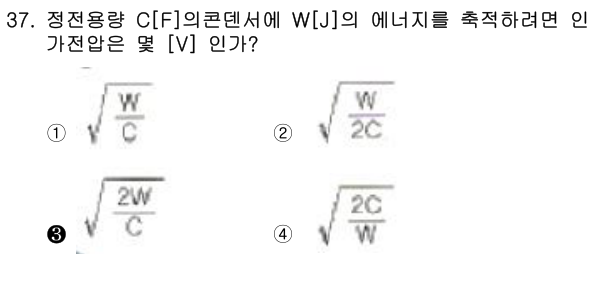 37. 정전용량 C[F]의콘덴서에 W[J]의 에너지를 축적하려면 인
가전압은 몇 [V] 인가?
① √(W/C) ② √(W/2C)
❸ √(2W/C) ④ √(2C/W)